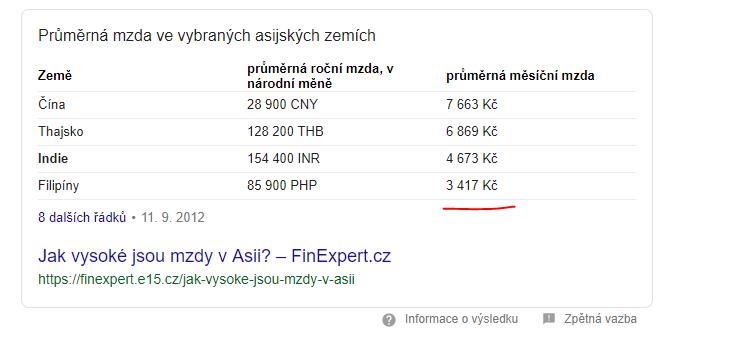 Průměrná mzda ve vybraných asijských zemích
Země průměrná roční mzda, v národní měně průměrná měsíční mzda
Čína 28 900 CNY 7 663 Kč
Thajsko 128 200 THB 6 869 Kč
Indie 154 400 INR 4 673 Kč
Filipíny 85 900 PHP 3 417 Kč
8 dalších řádků • 11. 9. 2012
Jak vysoké jsou mzdy v Asii? – FinExpert.cz
https://finexpert.e15.cz/jak-vysoke-jsou-mzdy-v-asii
Informace o výsledku Zpětná vazba